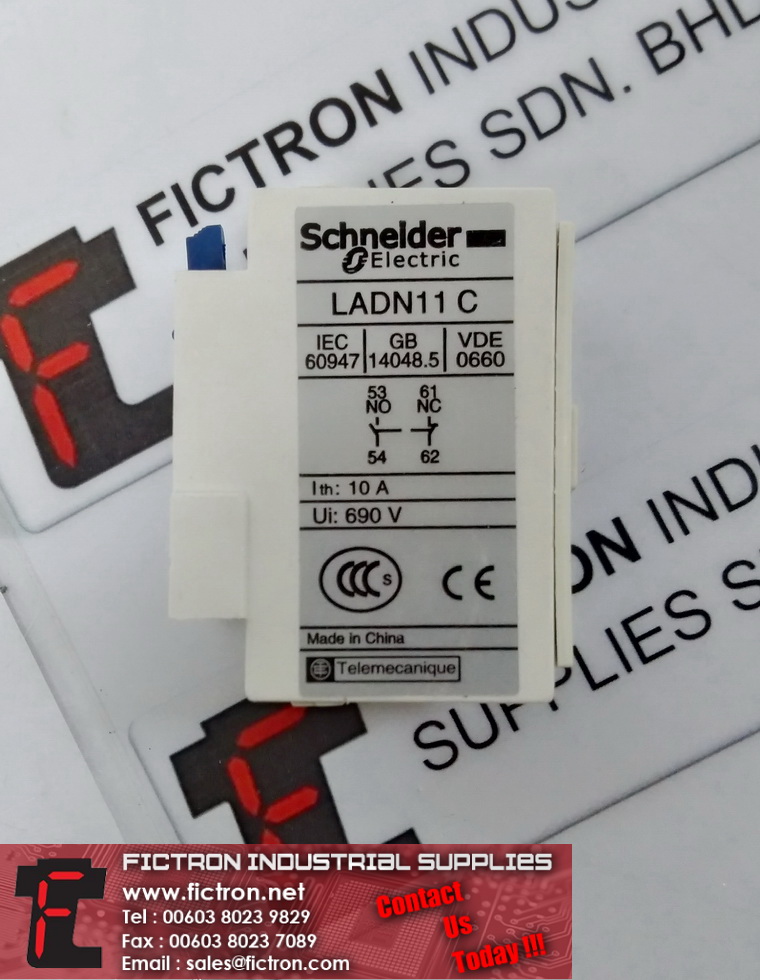 FICTRON INDUS
IES SDN. BHD
Schneider
Electric
LADN11 C
IEC 60947 GB 14048.5 VDE 0660
53 NO 61 NC
54 62
Ith: 10 A
Ui: 690 V
CCC S CE
Made in China
Telemecanique
ON INDU
SUPPLIES S
FICTRON INDUSTRIAL SUPPLIES
www.fictron.net
Tel : 00603 8023 9829
Fax : 00603 8023 7089
Email : sales@fictron.com
Contact
Us
Today !!!